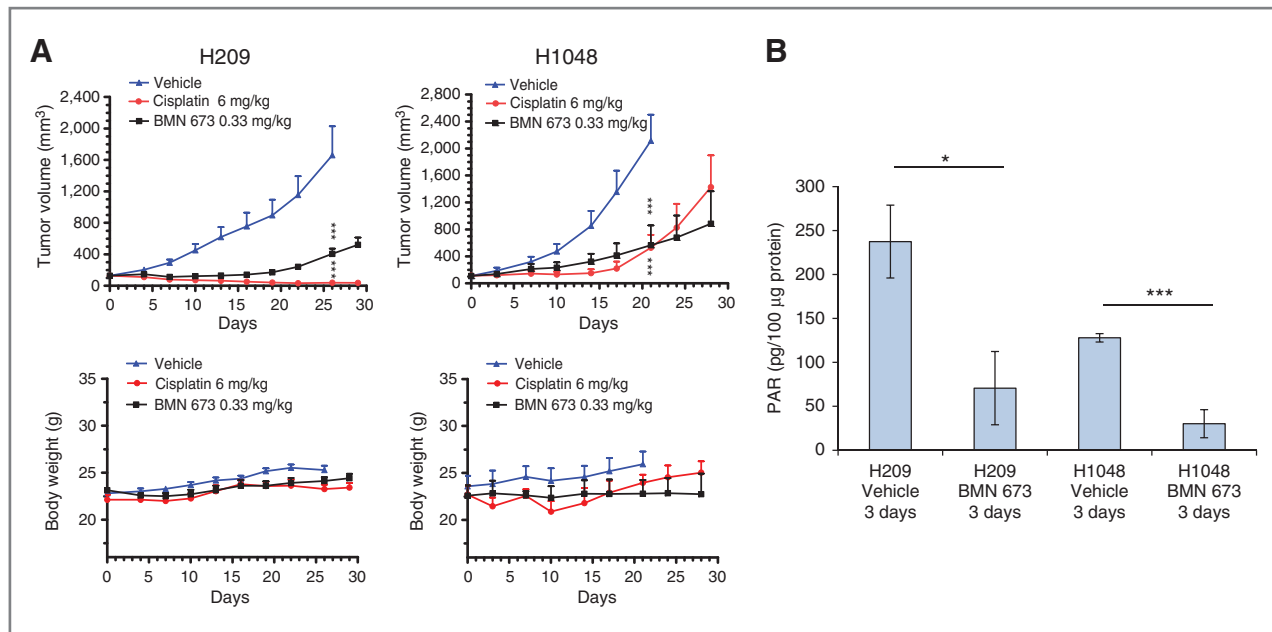 A
H209
Vehicle
Cisplatin 6 mg/kg
BMN 673 0.33 mg/kg
Tumor volume (mm³)
2,400
2,000
1,600
1,200
800
400
0
***
***
0 5 10 15 20 25 30
Days
H1048
Vehicle
Cisplatin 6 mg/kg
BMN 673 0.33 mg/kg
Tumor volume (mm³)
2,800
2,400
2,000
1,600
1,200
800
400
0
***
***
0 5 10 15 20 25 30
Days
Vehicle
Cisplatin 6 mg/kg
BMN 673 0.33 mg/kg
Body weight (g)
35
30
25
20
0 5 10 15 20 25 30
Days
Vehicle
Cisplatin 6 mg/kg
BMN 673 0.33 mg/kg
Body weight (g)
35
30
25
20
0 5 10 15 20 25 30
Days
B
PAR (pg/100 μg protein)
300
250
200
150
100
50
0
*
***
H209 H209 H1048 H1048
Vehicle BMN 673 Vehicle BMN 673
3 days 3 days 3 days 3 days